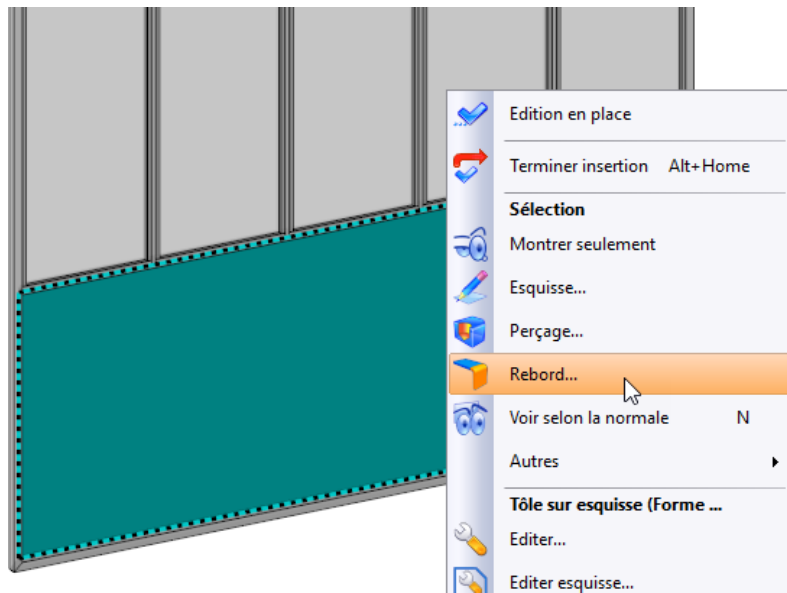 Edition en place
Terminer insertion Alt+Home
Sélection
Montrer seulement
Esquisse...
Perçage...
Rebord...
Voir selon la normale N
Autres
Tôle sur esquisse (Forme ...
Editer...
Editer esquisse...